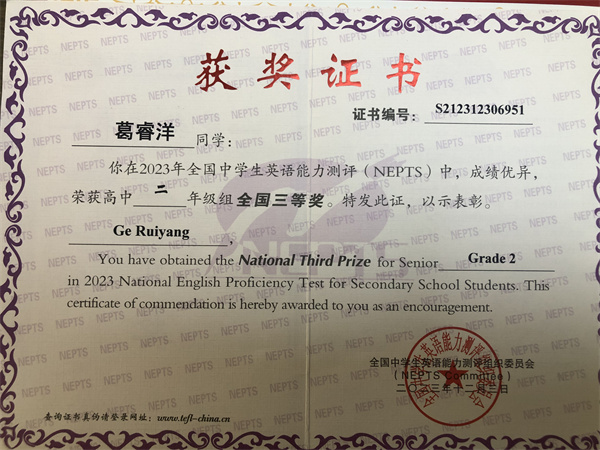 获奖证书
证书编号： S212312306951
葛睿洋 同学：
你在2023年全国中学生英语能力测评（NEPTS）中，成绩优异，
荣获高中 二 年级组 全国三等奖。特发此证，以示表彰。
Ge Ruiyang ,
You have obtained the National Third Prize for Senior Grade 2
in 2023 National English Proficiency Test for Secondary School Students. This
certificate of commendation is hereby awarded to you as an encouragement.
全国中学生英语能力测评组织委员会
(NEPTS Committee)
查询证书真伪请登录网址：www.tefl-china.cn
NEPTS